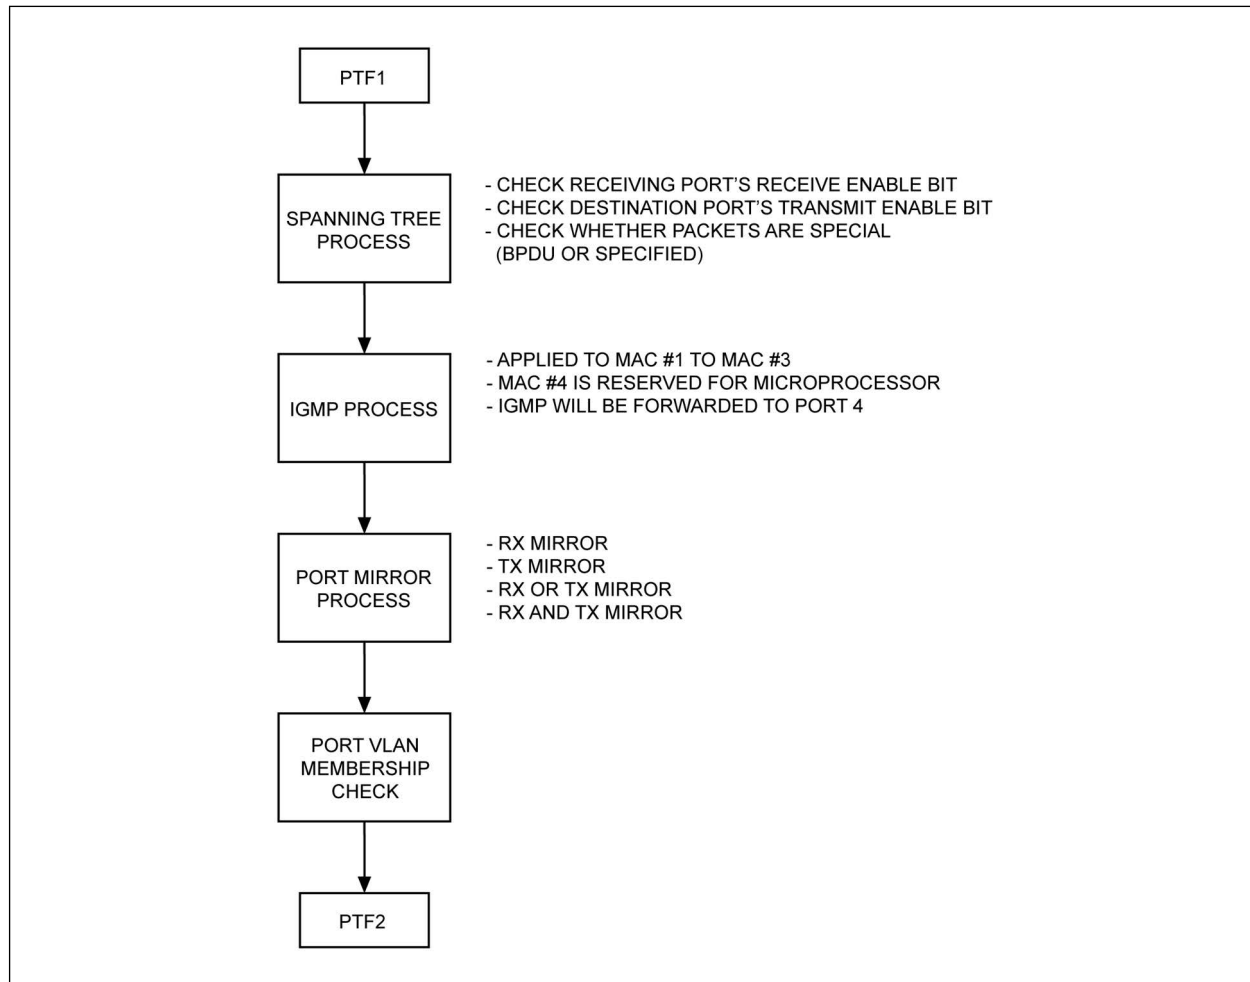 PTF1
SPANNING TREE
PROCESS
- CHECK RECEIVING PORT’S RECEIVE ENABLE BIT
- CHECK DESTINATION PORT’S TRANSMIT ENABLE BIT
- CHECK WHETHER PACKETS ARE SPECIAL
(BPDU OR SPECIFIED)
IGMP PROCESS
- APPLIED TO MAC #1 TO MAC #3
- MAC #4 IS RESERVED FOR MICROPROCESSOR
- IGMP WILL BE FORWARDED TO PORT 4
PORT MIRROR
PROCESS
- RX MIRROR
- TX MIRROR
- RX OR TX MIRROR
- RX AND TX MIRROR
PORT VLAN
MEMBERSHIP
CHECK
PTF2